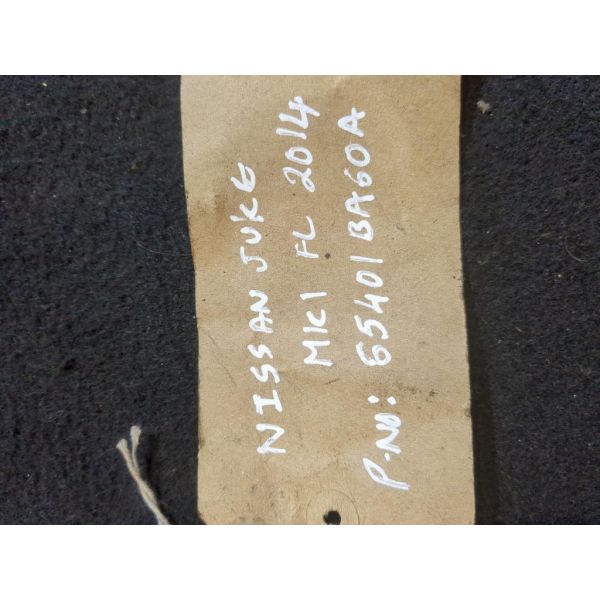 NISSAN JUKE
MK1 FL 2014
P.NO: 65401BA60A